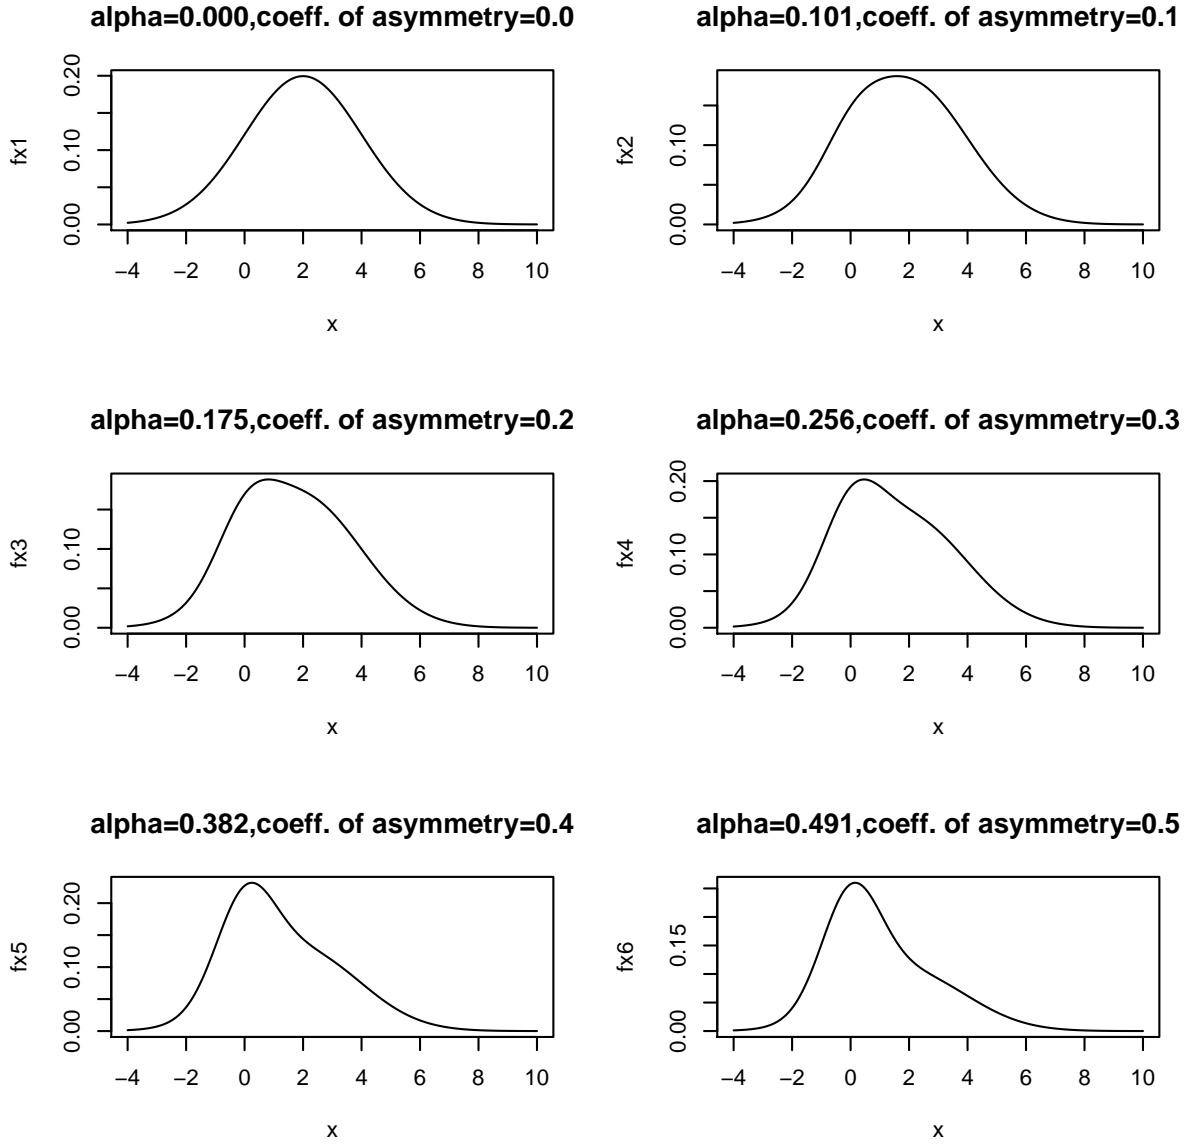 alpha=0.000,coeff. of asymmetry=0.0
fx1
0.00 0.10 0.20
−4 −2 0 2 4 6 8 10
x
alpha=0.101,coeff. of asymmetry=0.1
fx2
0.00 0.10
−4 −2 0 2 4 6 8 10
x
alpha=0.175,coeff. of asymmetry=0.2
fx3
0.00 0.10
−4 −2 0 2 4 6 8 10
x
alpha=0.256,coeff. of asymmetry=0.3
fx4
0.00 0.10 0.20
−4 −2 0 2 4 6 8 10
x
alpha=0.382,coeff. of asymmetry=0.4
fx5
0.00 0.10 0.20
−4 −2 0 2 4 6 8 10
x
alpha=0.491,coeff. of asymmetry=0.5
fx6
0.00 0.15
−4 −2 0 2 4 6 8 10
x